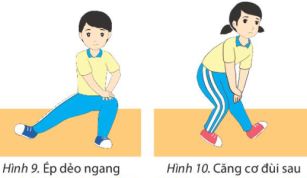 Hình 9. Ép dẻo ngang
Hình 10. Căng cơ đùi sau